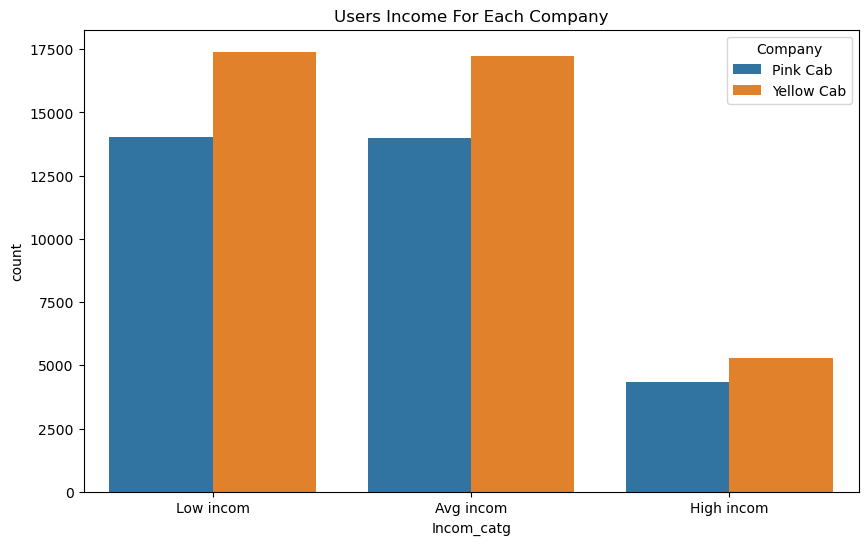 Users Income For Each Company
Company
Pink Cab
Yellow Cab
17500
15000
12500
10000
7500
5000
2500
0
count
Low incom
Avg incom
High incom
Incom_catg